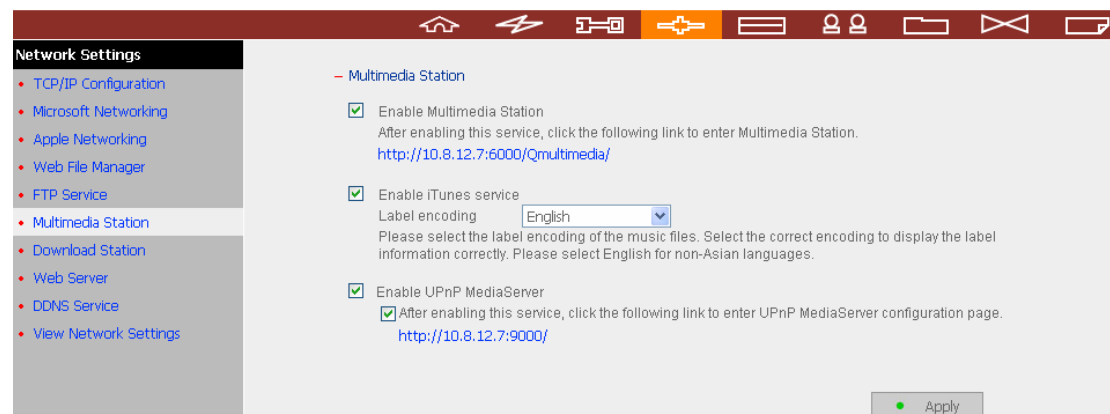 Network Settings
TCP/IP Configuration
Microsoft Networking
Apple Networking
Web File Manager
FTP Service
Multimedia Station
Download Station
Web Server
DDNS Service
View Network Settings
– Multimedia Station
Enable Multimedia Station
After enabling this service, click the following link to enter Multimedia Station.
http://10.8.12.7:6000/Qmultimedia/
Enable iTunes service
Label encoding English
Please select the label encoding of the music files. Select the correct encoding to display the label
information correctly. Please select English for non-Asian languages.
Enable UPnP MediaServer
After enabling this service, click the following link to enter UPnP MediaServer configuration page.
http://10.8.12.7:9000/
Apply